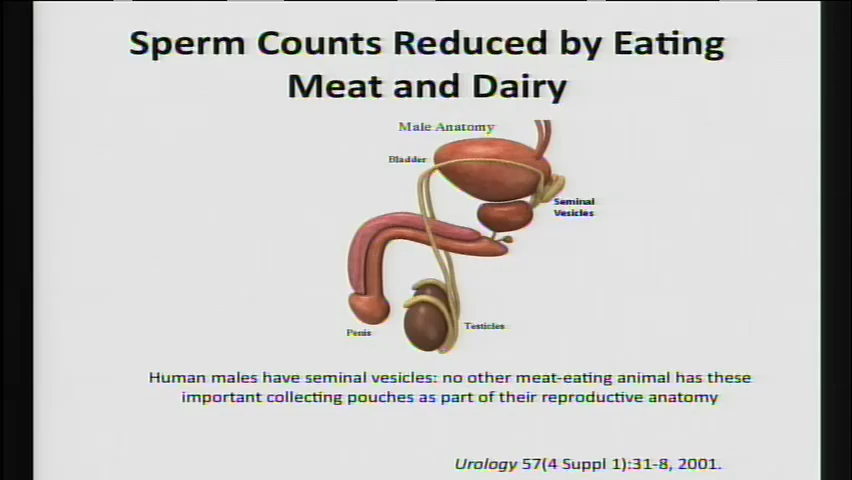 Sperm Counts Reduced by Eating
Meat and Dairy
Male Anatomy
Bladder
Seminal
Vesicles
Penis
Testicles
Human males have seminal vesicles: no other meat-eating animal has these
important collecting pouches as part of their reproductive anatomy
Urology 57(4 Suppl 1):31-8, 2001.